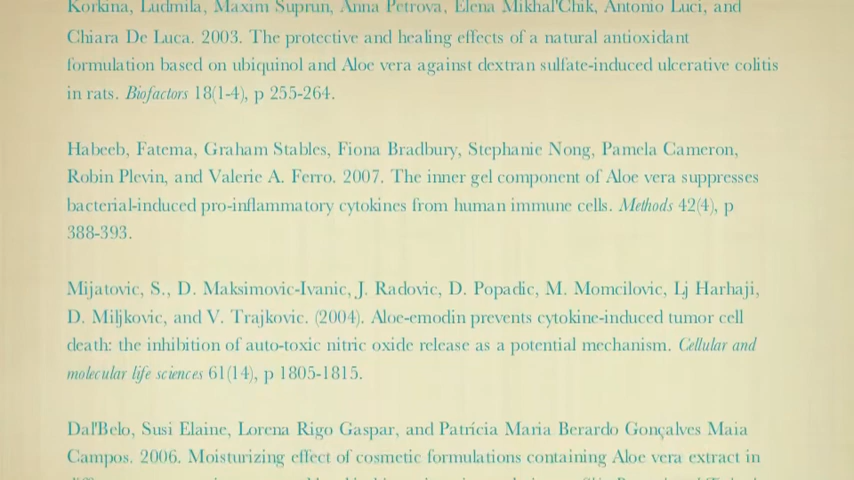 Korkina, Ludmila, Maxim Suprun, Anna Petrova, Elena Mikhal'Chik, Antonio Luci, and
Chiara De Luca. 2003. The protective and healing effects of a natural antioxidant
formulation based on ubiquinol and Aloe vera against dextran sulfate-induced ulcerative colitis
in rats. Biofactors 18(1-4), p 255-264.
Habeeb, Fatema, Graham Stables, Fiona Bradbury, Stephanie Nong, Pamela Cameron,
Robin Plevin, and Valerie A. Ferro. 2007. The inner gel component of Aloe vera suppresses
bacterial-induced pro-inflammatory cytokines from human immune cells. Methods 42(4), p
388-393.
Mijatovic, S., D. Maksimovic-Ivanic, J. Radovic, D. Popadic, M. Momcilovic, Lj Harhaji,
D. Miljkovic, and V. Trajkovic. (2004). Aloe-emodin prevents cytokine-induced tumor cell
death: the inhibition of auto-toxic nitric oxide release as a potential mechanism. Cellular and
molecular life sciences 61(14), p 1805-1815.
Dal'Belo, Susi Elaine, Lorena Rigo Gaspar, and Patrícia Maria Berardo Gonçalves Maia
Campos. 2006. Moisturizing effect of cosmetic formulations containing Aloe vera extract in